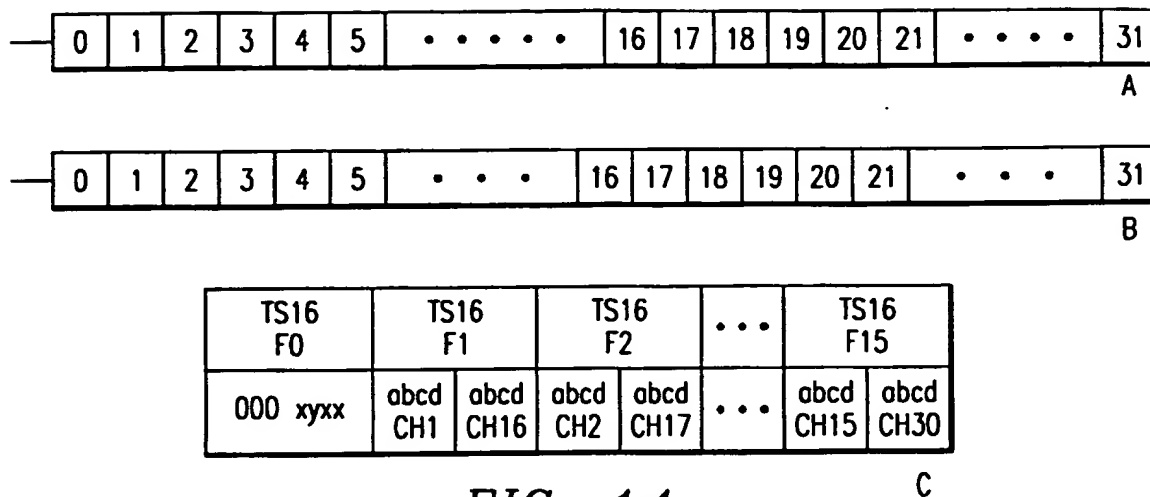 0 1 2 3 4 5 • • • • • 16 17 18 19 20 21 • • • • 31
A
0 1 2 3 4 5 • • • 16 17 18 19 20 21 • • • 31
B
TS16 TS16 TS16 • • • TS16
F0 F1 F2 F15
000 xyxx abcd abcd abcd abcd • • • abcd abcd
CH1 CH16 CH2 CH17 CH15 CH30
C